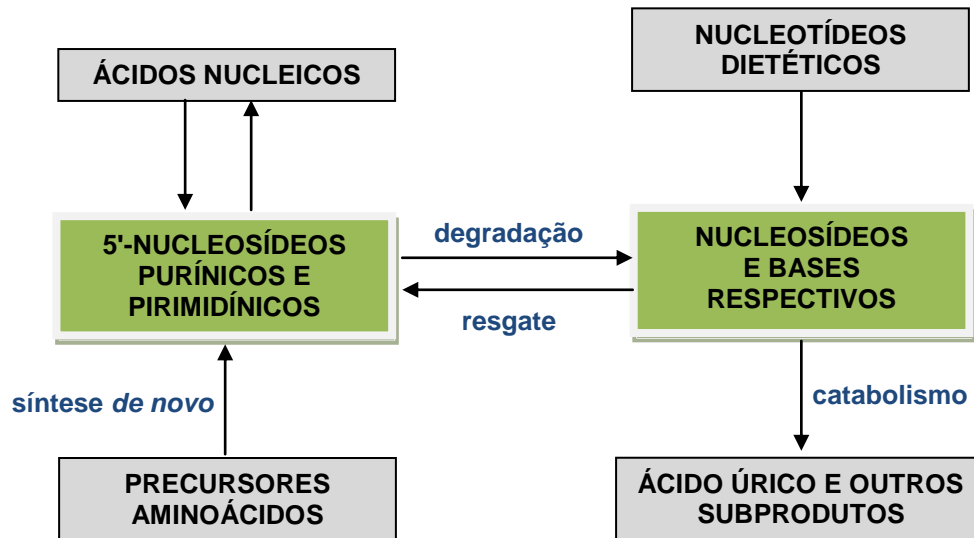 ÁCIDOS NUCLEICOS
NUCLEOTÍDEOS
DIETÉTICOS
5'-NUCLEOSÍDEOS
PURÍNICOS E
PIRIMIDÍNICOS
degradação
resgate
NUCLEOSÍDEOS
E BASES
RESPECTIVOS
síntese de novo
catabolismo
PRECURSORES
AMINOÁCIDOS
ÁCIDO ÚRICO E OUTROS
SUBPRODUTOS